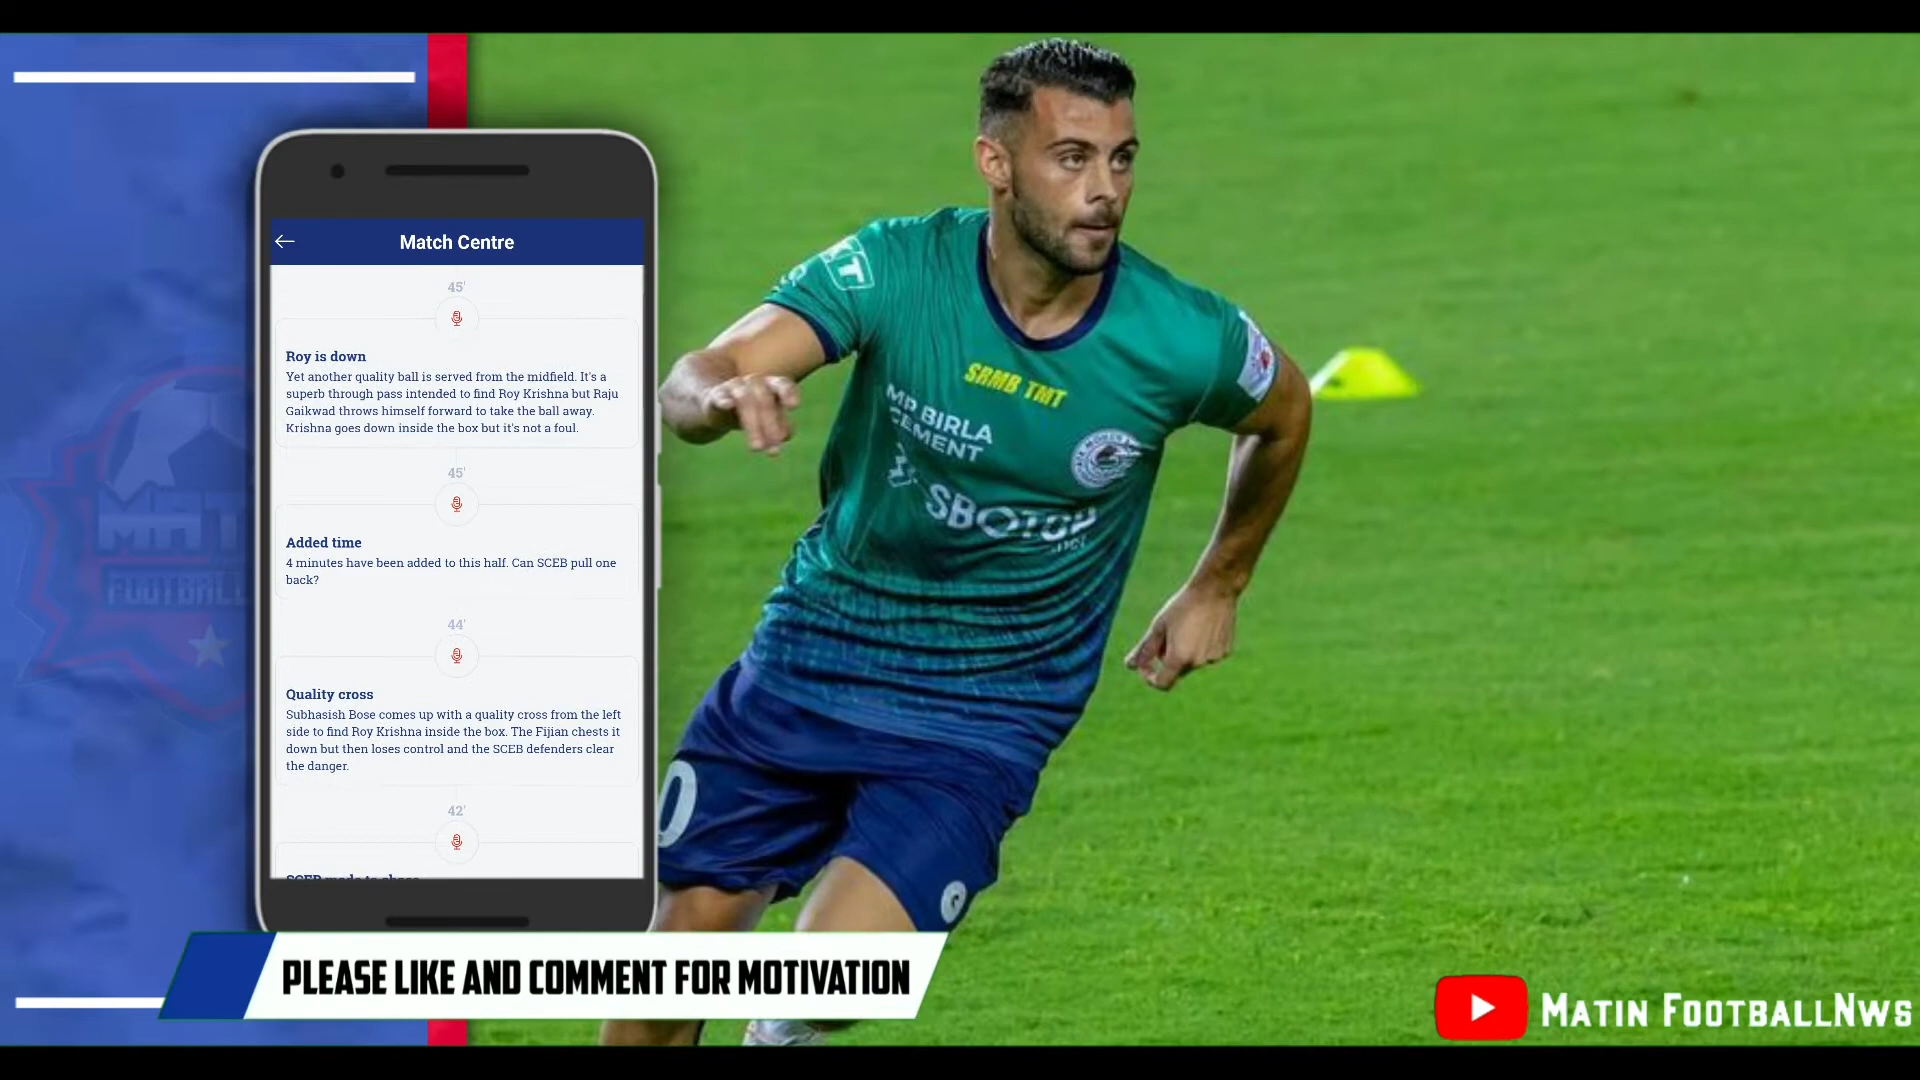 Match Centre
45'
Roy is down
Yet another quality ball is served from the midfield. It's a
superb through pass intended to find Roy Krishna but Raju
Gaikwad throws himself forward to take the ball away.
Krishna goes down inside the box but it's not a foul.
45'
Added time
4 minutes have been added to this half. Can SCEB pull one
back?
44'
Quality cross
Subhasish Bose comes up with a quality cross from the left
side to find Roy Krishna inside the box. The Fijian chests it
down but then loses control and the SCEB defenders clear
the danger.
42'
SRMB TMT
MP BIRLA
CEMENT
SBOTOP
.net
0
MAT
FOOTBALL
PLEASE LIKE AND COMMENT FOR MOTIVATION
MATIN FOOTBALLNWS